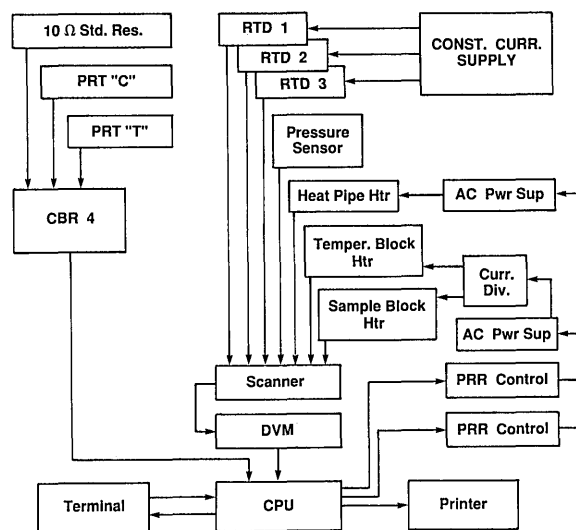 10 Ω Std. Res.
PRT "C"
PRT "T"
CBR 4
RTD 1
RTD 2
RTD 3
CONST. CURR.
SUPPLY
Pressure
Sensor
Heat Pipe Htr
AC Pwr Sup
Temper. Block
Htr
Curr.
Div.
Sample Block
Htr
AC Pwr Sup
Scanner
PRR Control
DVM
PRR Control
Terminal
CPU
Printer